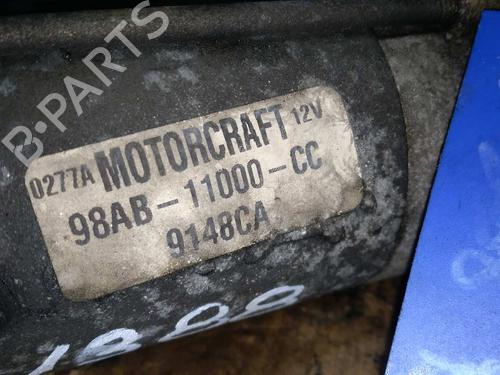 B-PARTS
0277A MOTORCRAFT 12V
98AB-11000-CC
9148CA